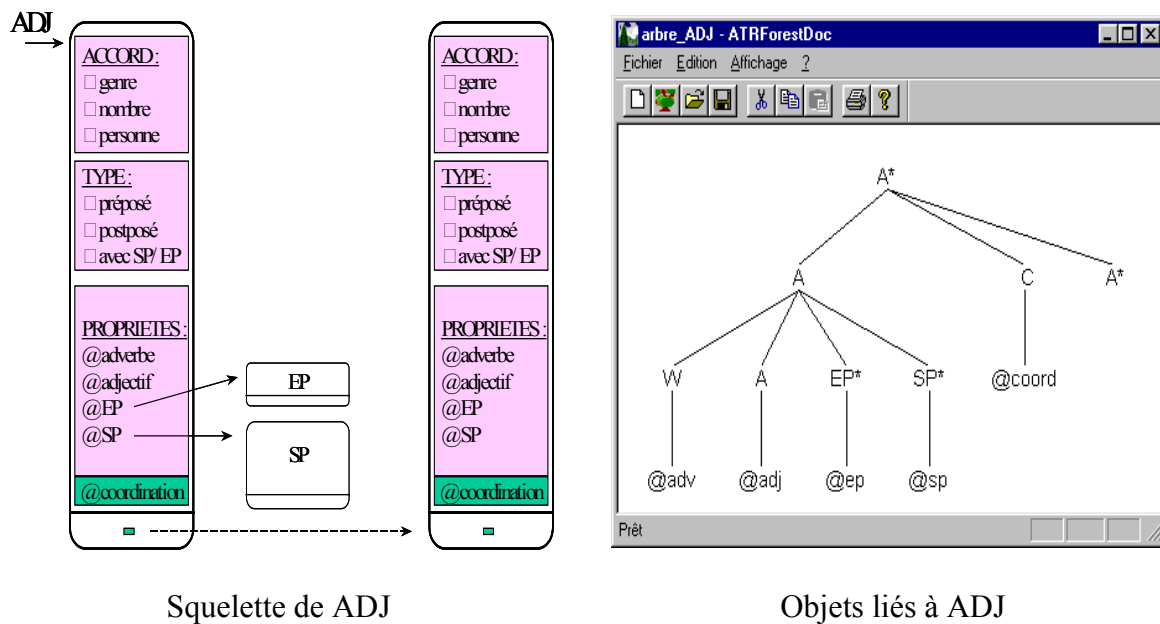 ADJ
ACCORD :
genre
nombre
personne
TYPE :
préposé
postposé
avec SP/ EP
PROPRIETES :
@adverbe
@adjectif
@EP
@SP
@coordination
EP
SP
ACCORD :
genre
nombre
personne
TYPE :
préposé
postposé
avec SP/ EP
PROPRIETES :
@adverbe
@adjectif
@EP
@SP
@coordination
Squelette de ADJ
arbre_ADJ - ATRForestDoc
Fichier Edition Affichage ?
A*
A C A*
W A EP* SP* @coord
@adv @adj @ep @sp
Prêt
Objets liés à ADJ